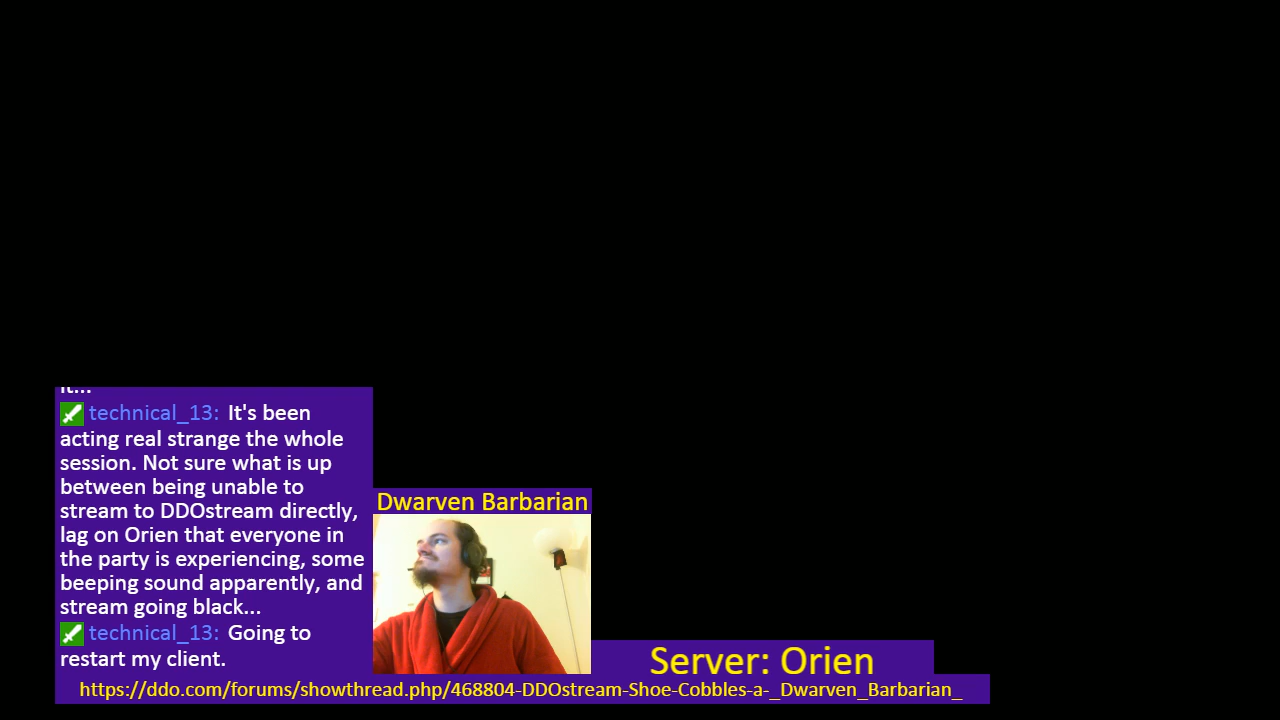 it...
technical_13: It's been
acting real strange the whole
session. Not sure what is up
between being unable to
stream to DDOstream directly,
lag on Orien that everyone in
the party is experiencing, some
beeping sound apparently, and
stream going black...
technical_13: Going to
restart my client.
Dwarven Barbarian
Server: Orien
https://ddo.com/forums/showthread.php/468804-DDOstream-Shoe-Cobbles-a-_Dwarven_Barbarian_